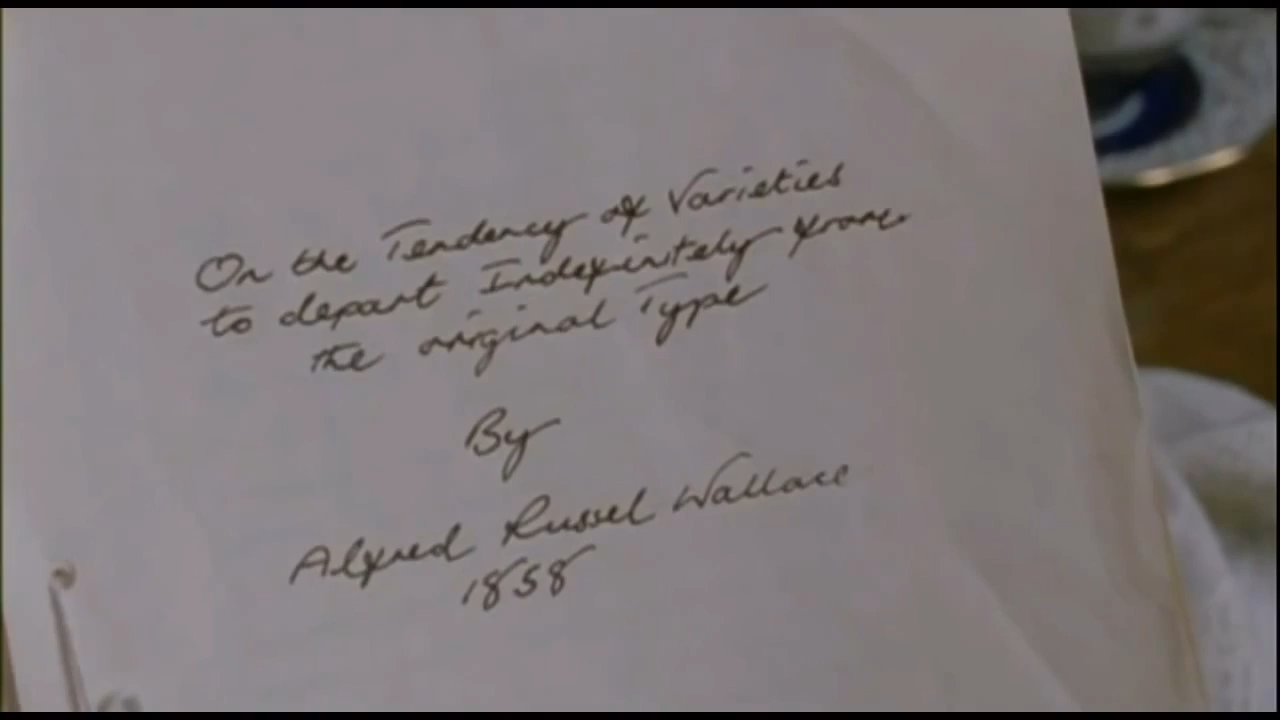 On the Tendency of Varieties
to depart Indefinitely from
the original Type
By
Alfred Russel Wallace
1858